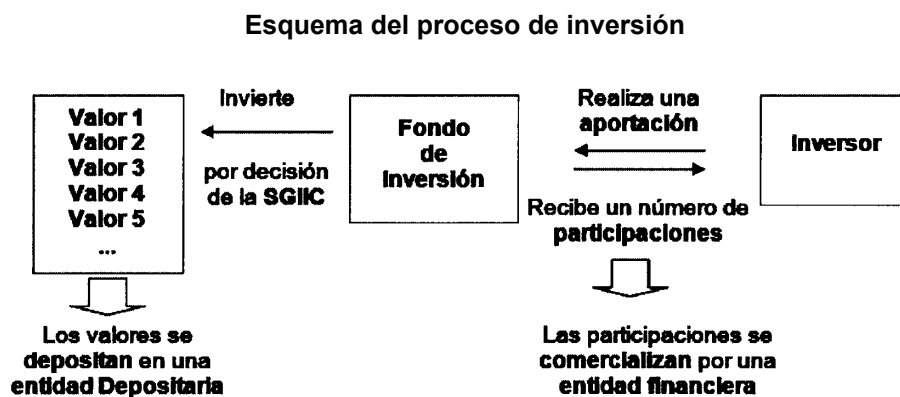 Esquema del proceso de inversión
Valor 1
Valor 2
Valor 3
Valor 4
Valor 5
...
Invierte
por decisión
de la SGIIC
Fondo
de
Inversión
Realiza una
aportación
Recibe un número de
participaciones
Inversor
Los valores se
depositan en una
entidad Depositaria
Las participaciones se
comercializan por una
entidad financiera